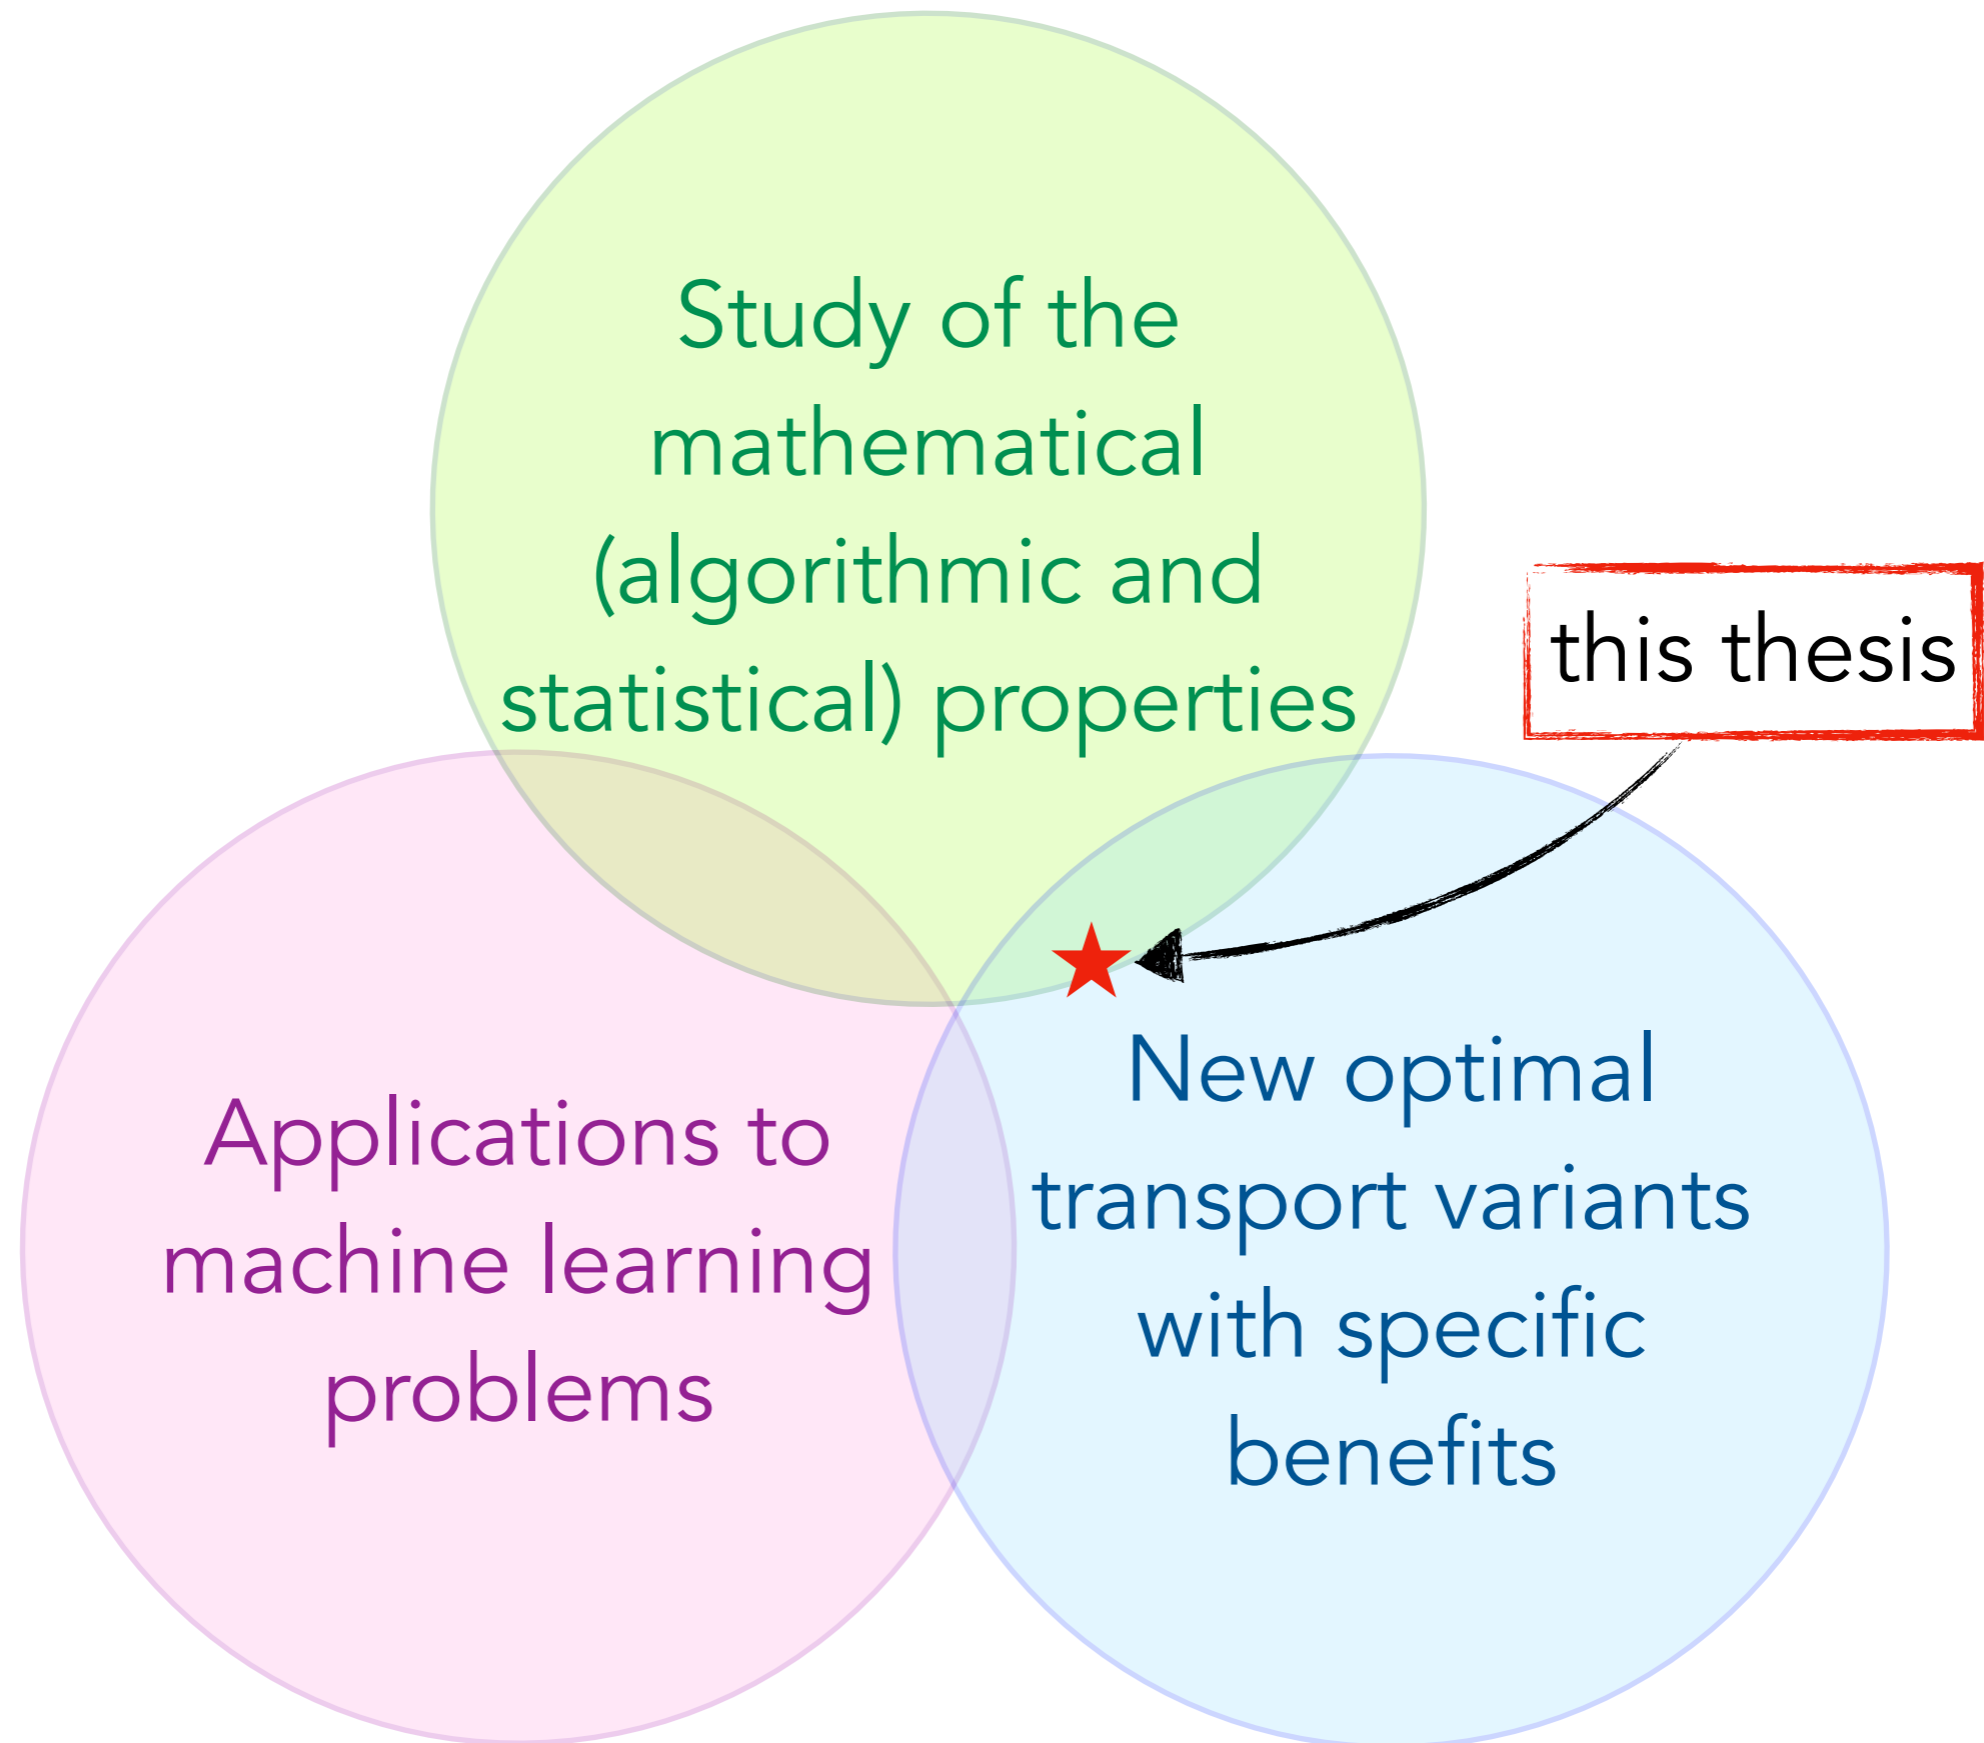 Study of the
mathematical
(algorithmic and
statistical) properties
this thesis
Applications to
machine learning
problems
New optimal
transport variants
with specific
benefits